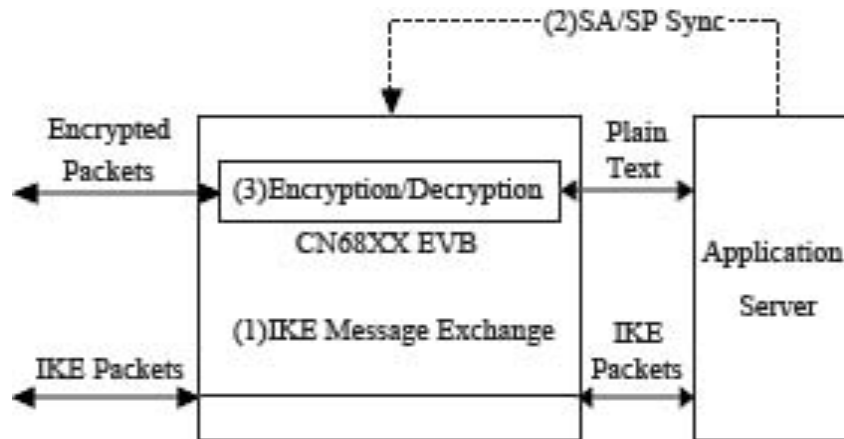 (2)SA/SP Sync
Encrypted
Packets
(3)Encryption/Decryption
CN68XX EVB
Plain
Text
Application
Server
(1)IKE Message Exchange
IKE Packets
IKE
Packets